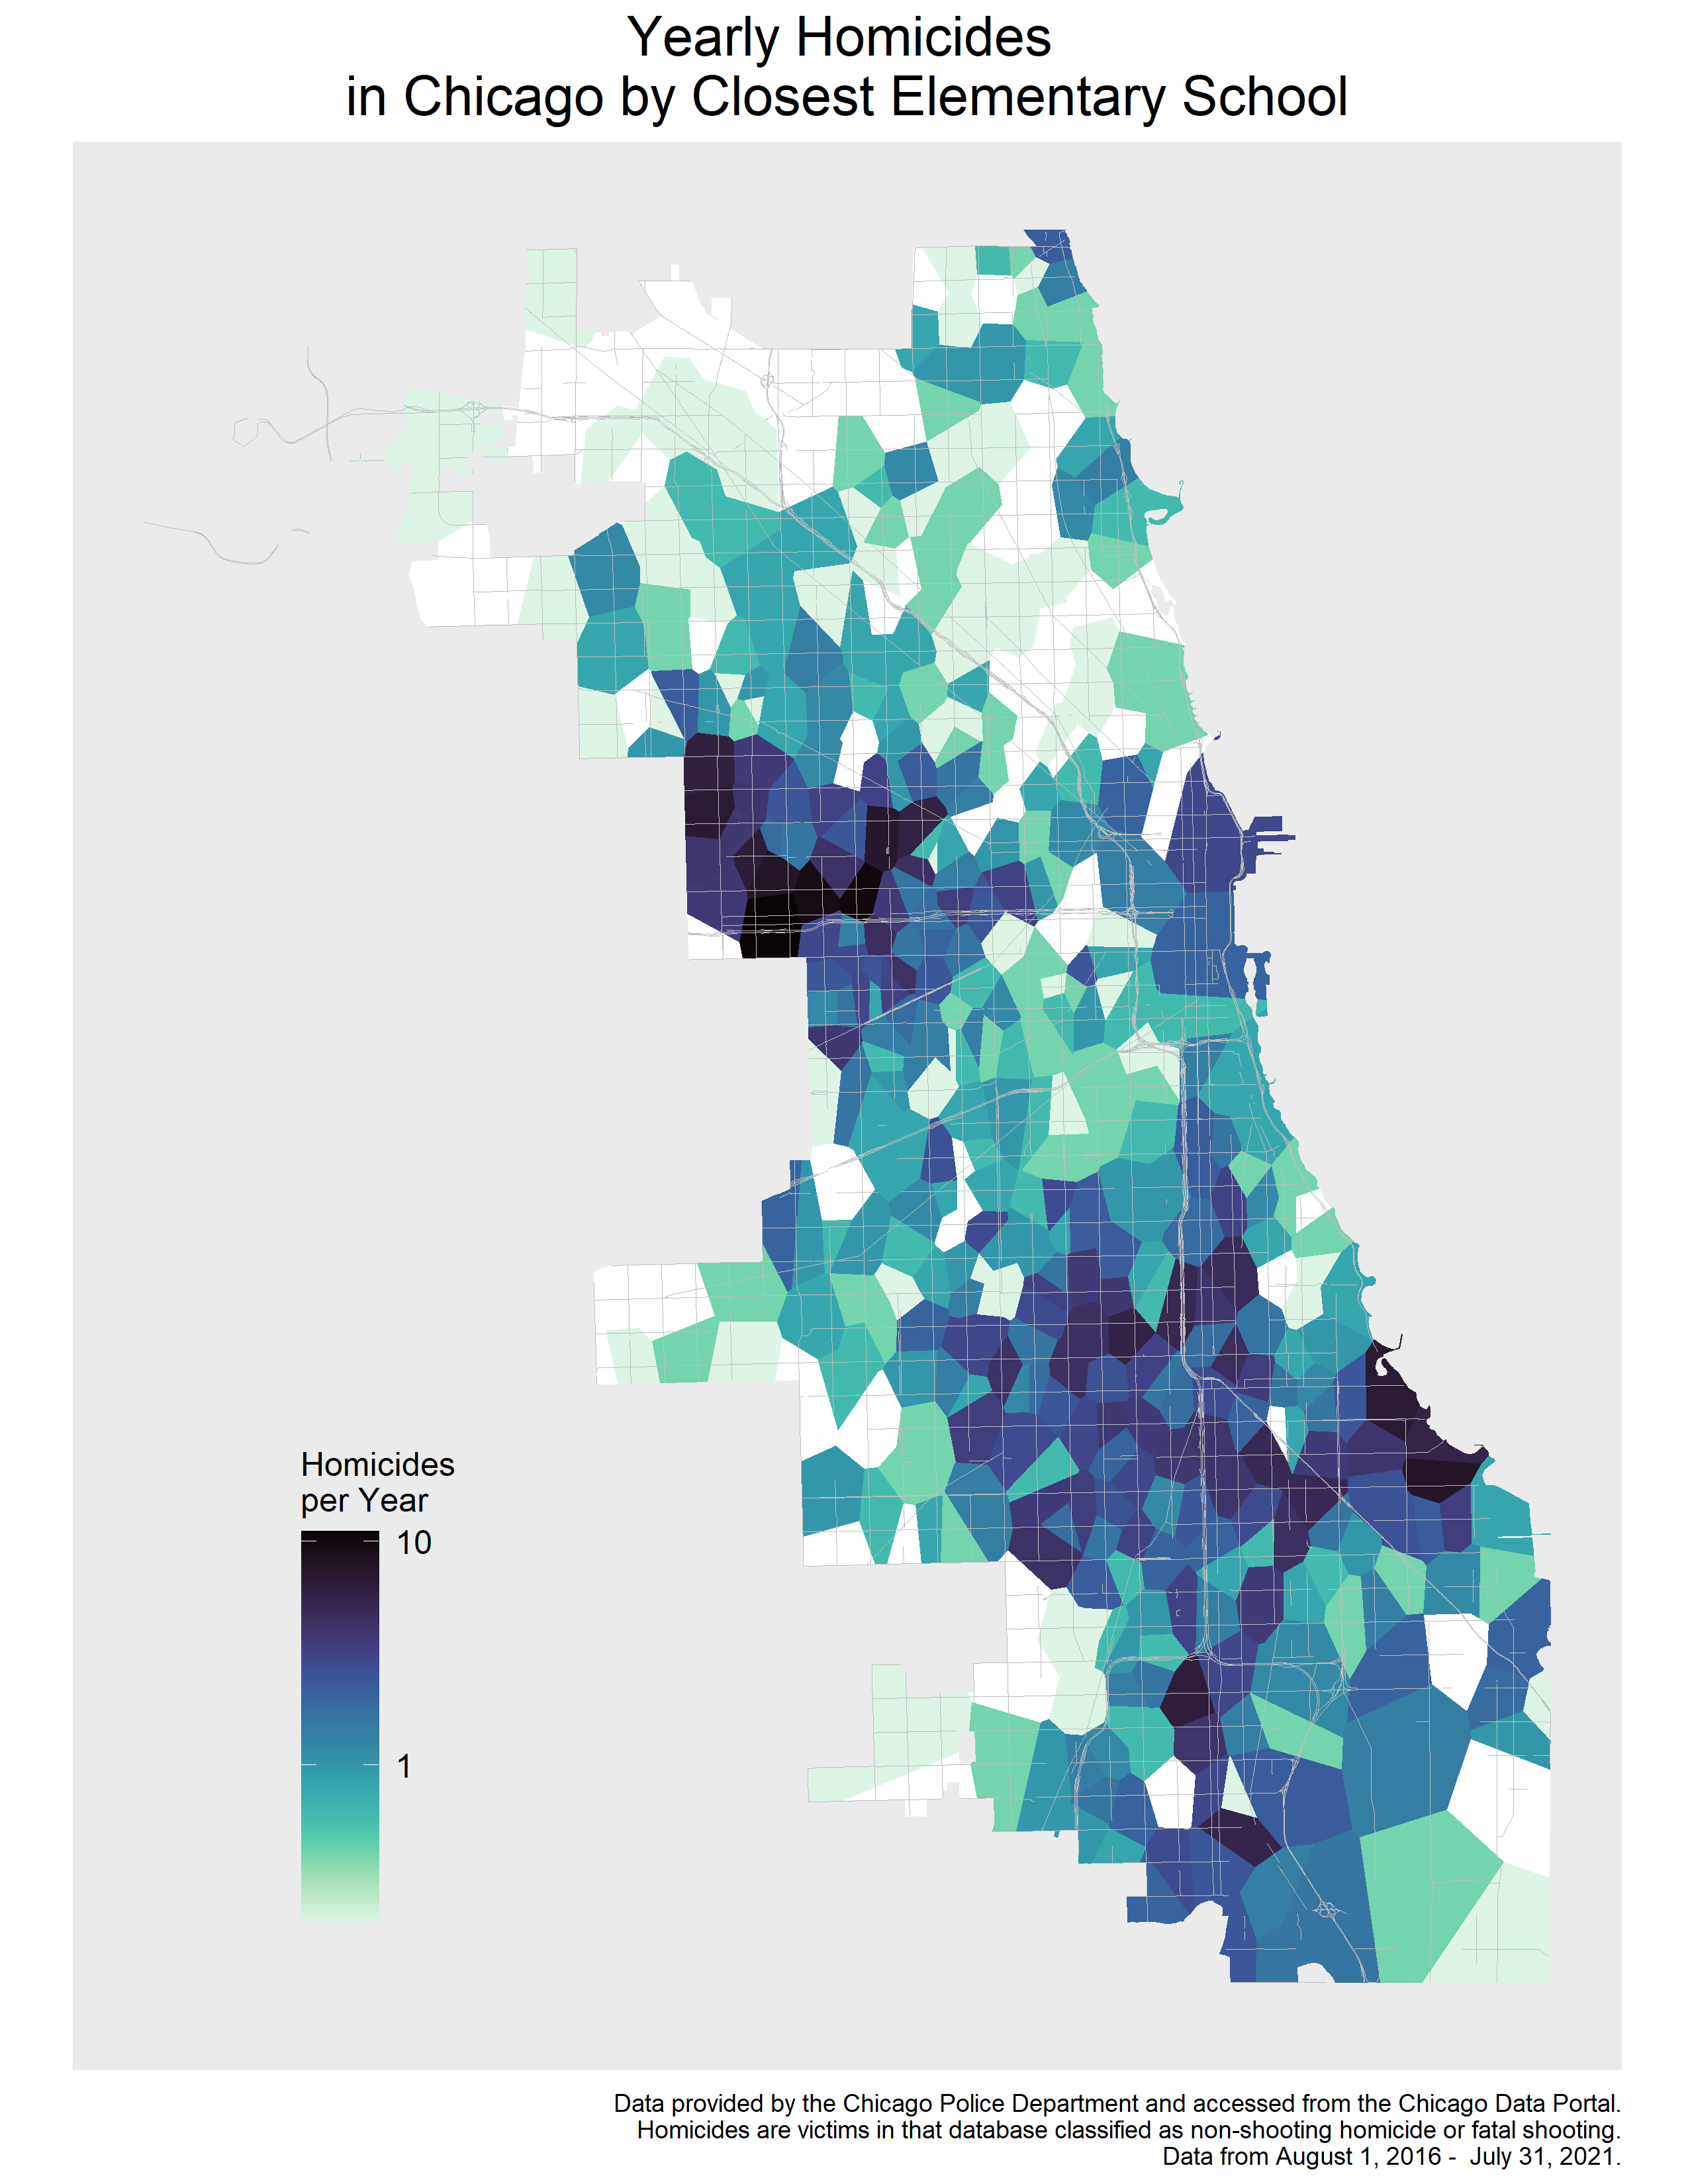 Yearly Homicides
in Chicago by Closest Elementary School
Homicides
per Year
10
1
Data provided by the Chicago Police Department and accessed from the Chicago Data Portal.
Homicides are victims in that database classified as non-shooting homicide or fatal shooting.
Data from August 1, 2016 -  July 31, 2021.